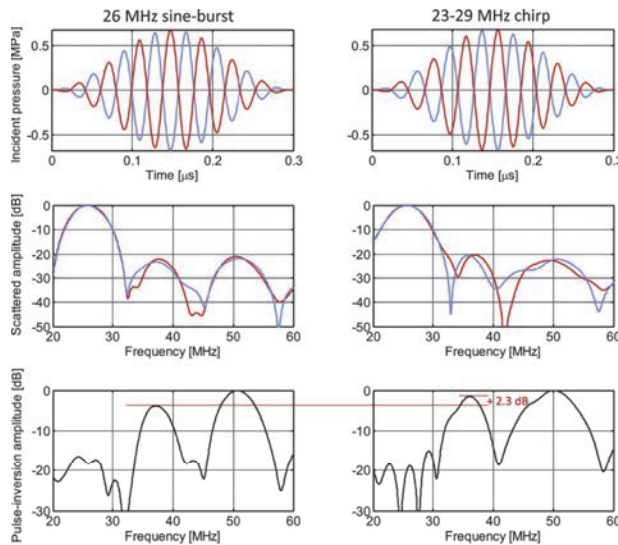 26 MHz sine-burst 23-29 MHz chirp
Incident pressure [MPa]
0.5
0
-0.5
0 0.1 0.2 0.3
Time [μs]
0.5
0
-0.5
0 0.1 0.2 0.3
Time [μs]
Scattered amplitude [dB]
0
-10
-20
-30
-40
-50
20 30 40 50 60
Frequency [MHz]
0
-10
-20
-30
-40
-50
20 30 40 50 60
Frequency [MHz]
Pulse-inversion amplitude [dB]
0
-10
-20
-30
20 30 40 50 60
Frequency [MHz]
0
-10
-20
-30
20 30 40 50 60
Frequency [MHz]
+ 2.3 dB